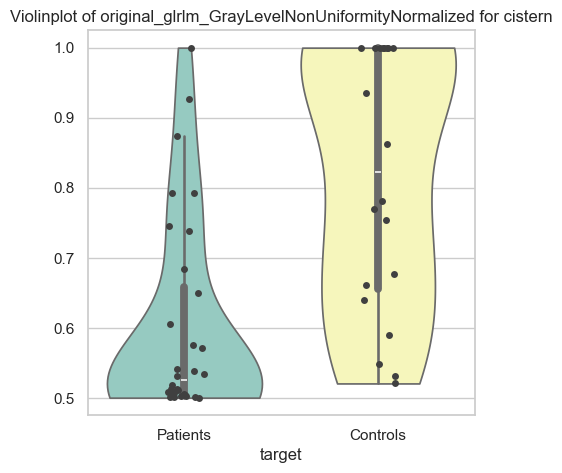 Violinplot of original_glrlm_GrayLevelNonUniformityNormalized for cistern
1.0
0.9
0.8
0.7
0.6
0.5
Patients Controls
target